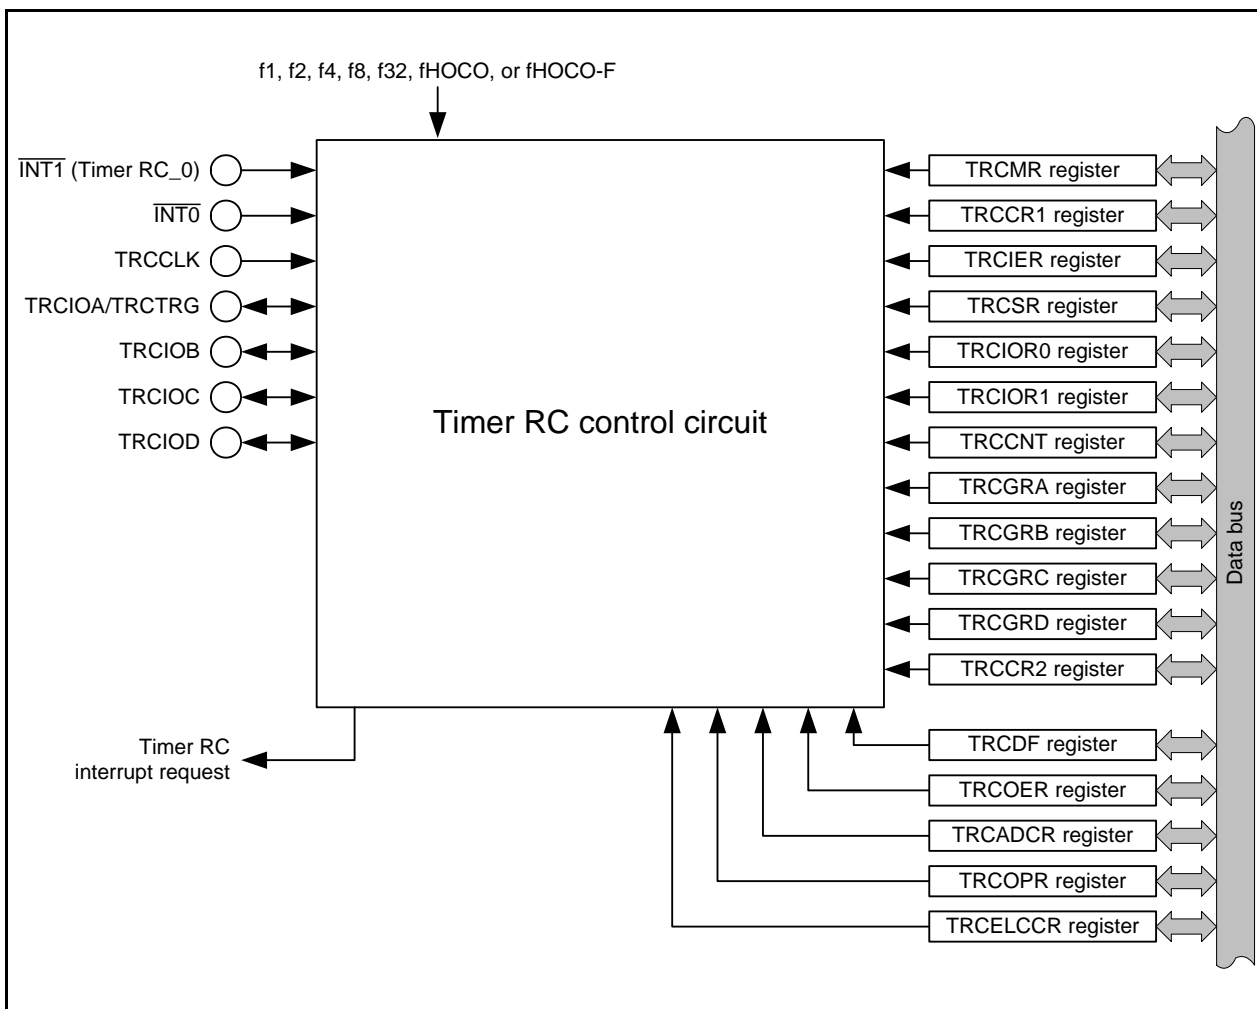 f1, f2, f4, f8, f32, fHOCO, or fHOCO-F
INT1 (Timer RC_0)
INT0
TRCCLK
TRCIOA/TRCTRG
TRCIOB
TRCIOC
TRCIOD
Timer RC control circuit
Timer RC
interrupt request
TRCMR register
TRCCR1 register
TRCIER register
TRCSR register
TRCIOR0 register
TRCIOR1 register
TRCCNT register
TRCGRA register
TRCGRB register
TRCGRC register
TRCGRD register
TRCCR2 register
TRCDF register
TRCOER register
TRCADCR register
TRCOPR register
TRCELCCR register
Data bus